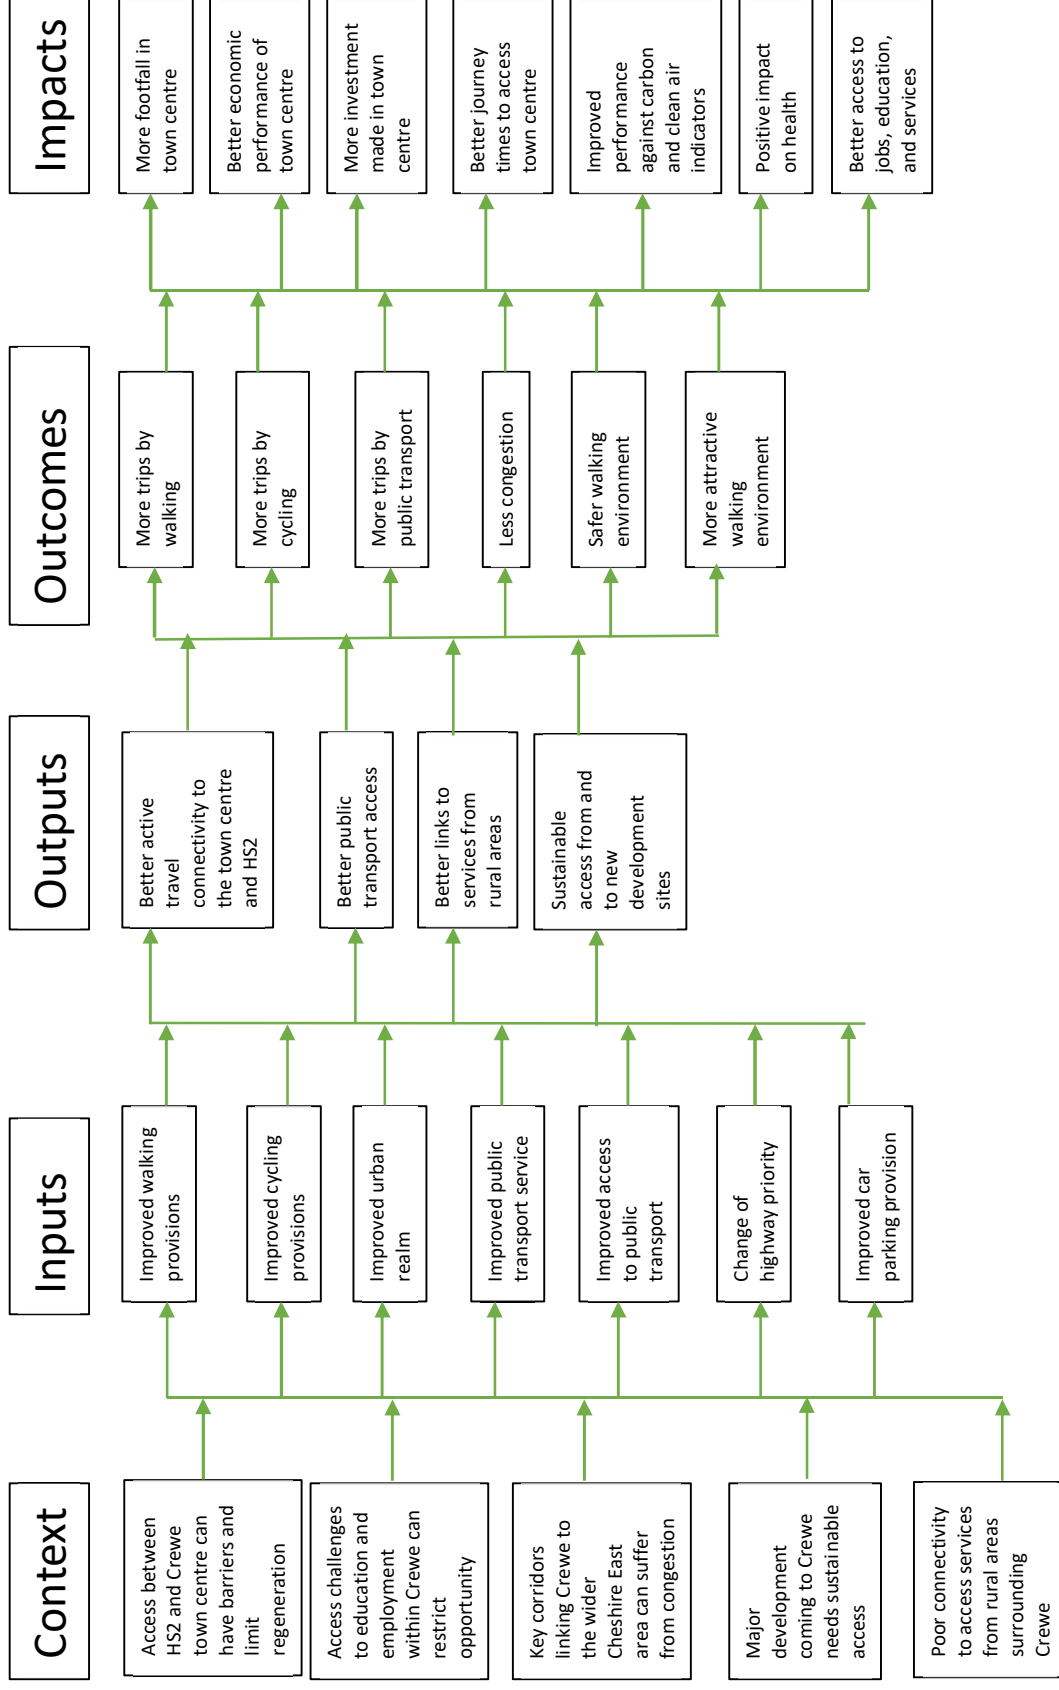 Context
Access between
HS2 and Crewe
town centre can
have barriers and
limit
regeneration
Access challenges
to education and
employment
within Crewe can
restrict
opportunity
Key corridors
linking Crewe to
the wider
Cheshire East
area can suffer
from congestion
Major
development
coming to Crewe
needs sustainable
access
Poor connectivity
to access services
from rural areas
surrounding
Crewe
Inputs
Improved walking
provisions
Improved cycling
provisions
Improved urban
realm
Improved public
transport service
Improved access
to public
transport
Change of
highway priority
Improved car
parking provision
Outputs
Better active
travel
connectivity to
the town centre
and HS2
Better public
transport access
Better links to
services from
rural areas
Sustainable
access from and
to new
development
sites
Outcomes
More trips by
walking
More trips by
cycling
More trips by
public transport
Less congestion
Safer walking
environment
More attractive
walking
environment
Impacts
More footfall in
town centre
Better economic
performance of
town centre
More investment
made in town
centre
Better journey
times to access
town centre
Improved
performance
against carbon
and clean air
indicators
Positive impact
on health
Better access to
jobs, education,
and services